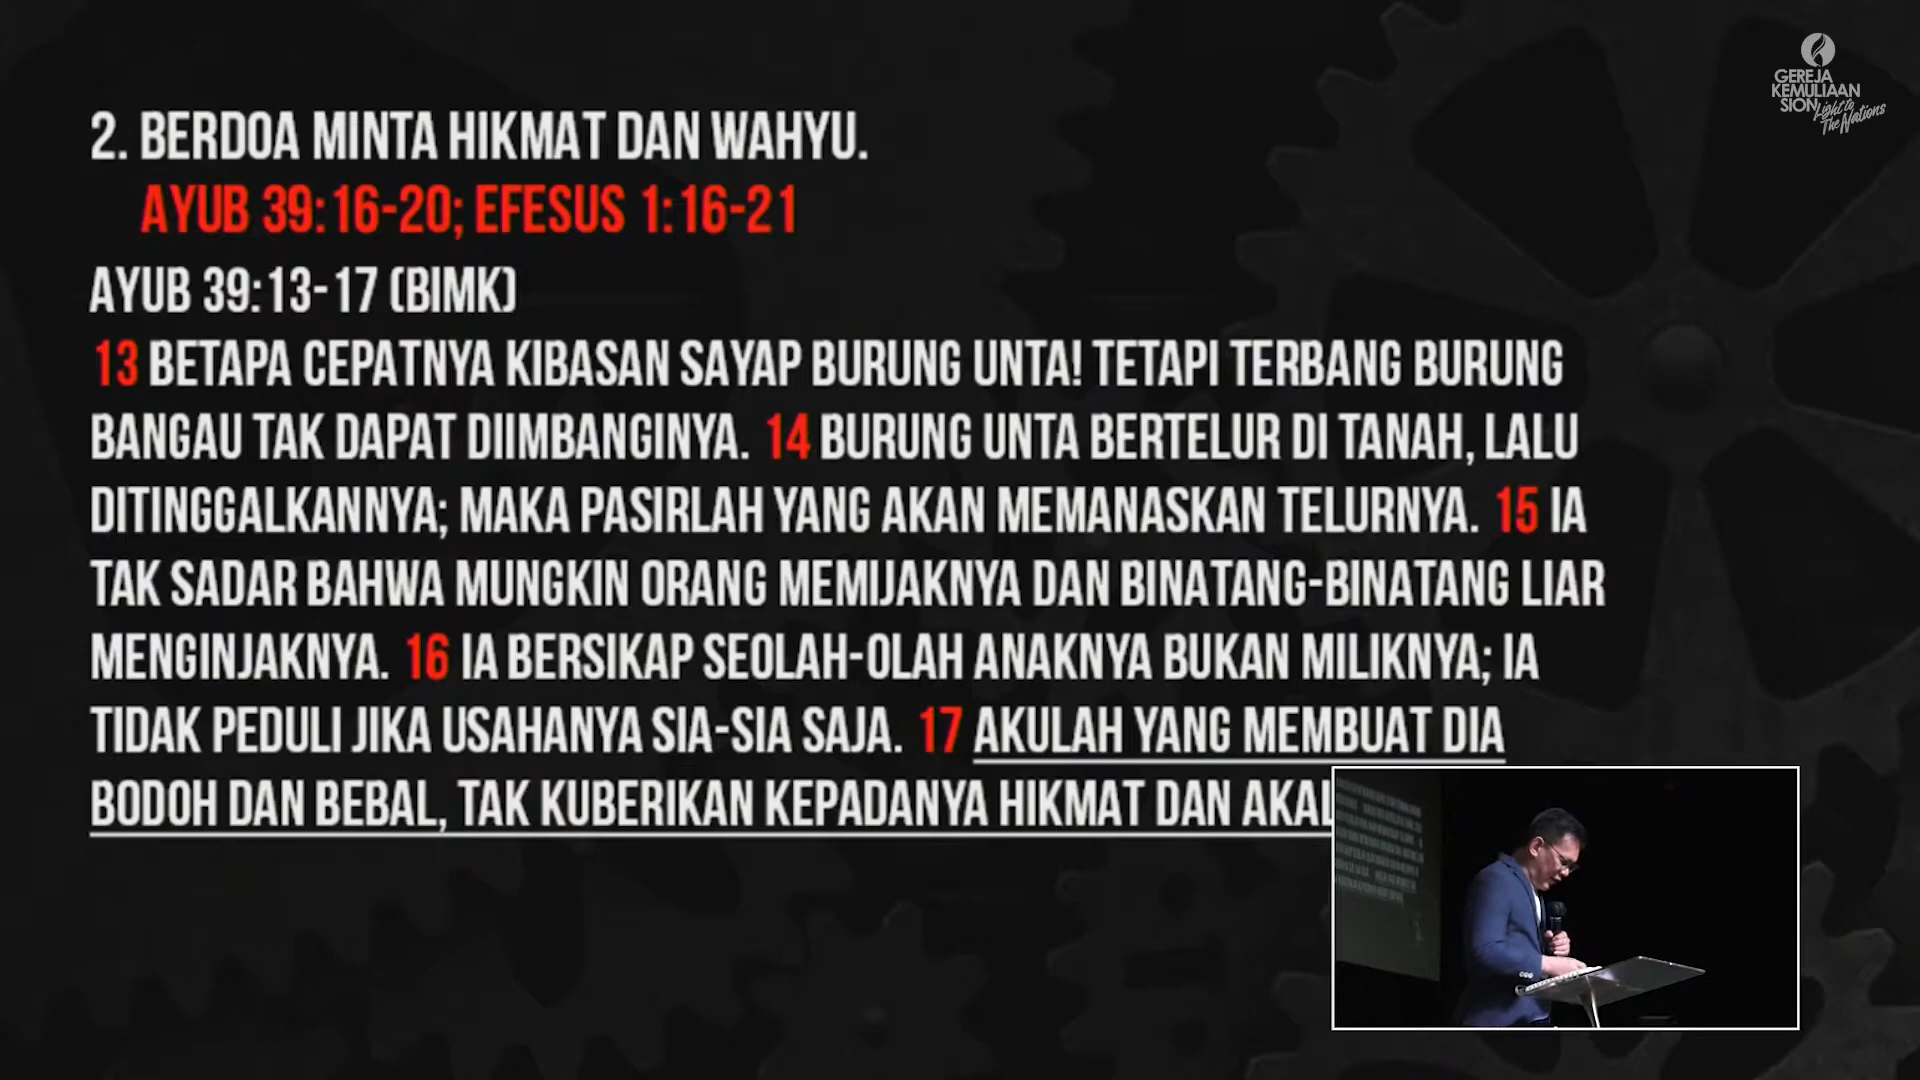 GEREJA
KEMULIAAN
SION Light to
The Nations
2. BERDOA MINTA HIKMAT DAN WAHYU.
AYUB 39:16-20; EFESUS 1:16-21
AYUB 39:13-17 (BIMK)
13 BETAPA CEPATNYA KIBASAN SAYAP BURUNG UNTA! TETAPI TERBANG BURUNG
BANGAU TAK DAPAT DIIMBANGINYA. 14 BURUNG UNTA BERTELUR DI TANAH, LALU
DITINGGALKANNYA; MAKA PASIRLAH YANG AKAN MEMANASKAN TELURNYA. 15 IA
TAK SADAR BAHWA MUNGKIN ORANG MEMIJAKNYA DAN BINATANG-BINATANG LIAR
MENGINJAKNYA. 16 IA BERSIKAP SEOLAH-OLAH ANAKNYA BUKAN MILIKNYA; IA
TIDAK PEDULI JIKA USAHANYA SIA-SIA SAJA. 17 AKULAH YANG MEMBUAT DIA
BODOH DAN BEBAL, TAK KUBERIKAN KEPADANYA HIKMAT DAN AKAL